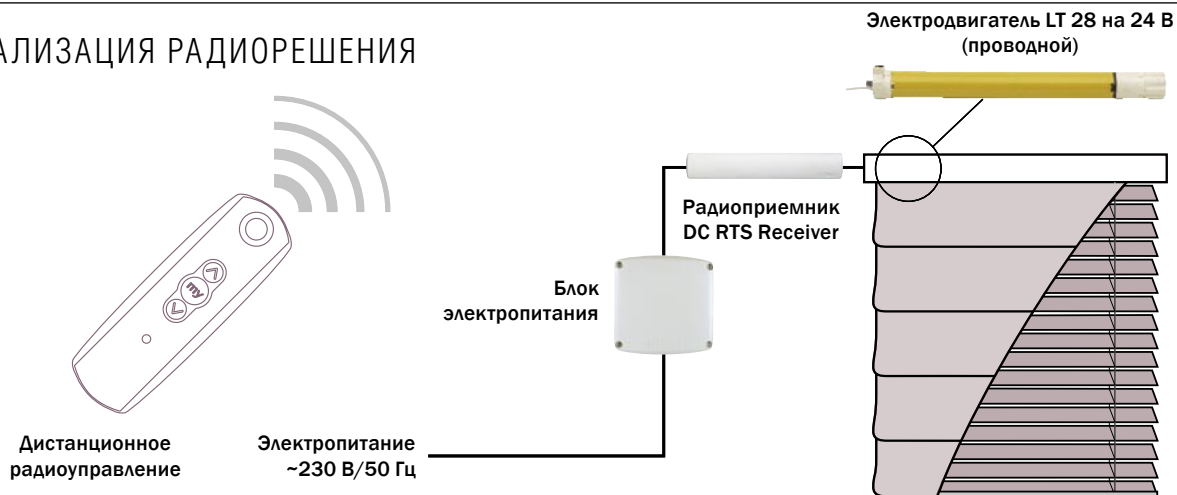 АЛИЗАЦИЯ РАДИОРЕШЕНИЯ
Электродвигатель LT 28 на 24 В
(проводной)
Радиоприемник
DC RTS Receiver
Блок
электропитания
my
Дистанционное
радиоуправление
Электропитание
~230 В/50 Гц